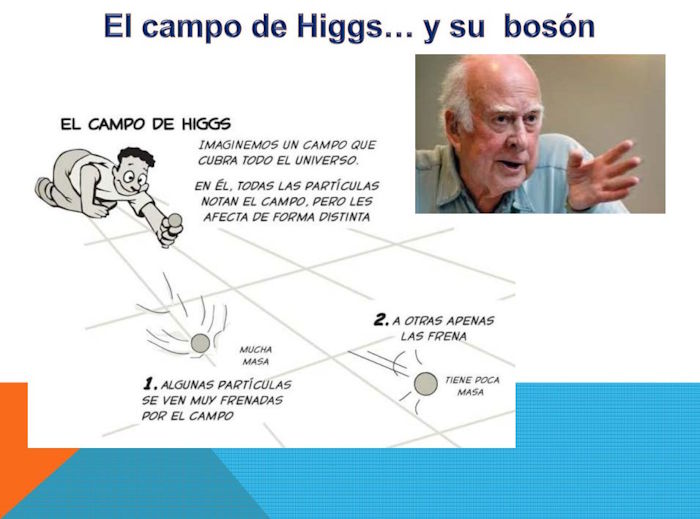 El campo de Higgs... y su bosón
EL CAMPO DE HIGGS
IMAGINEMOS UN CAMPO QUE
CUBRA TODO EL UNIVERSO.
EN ÉL, TODAS LAS PARTÍCULAS
NOTAN EL CAMPO, PERO LES
AFECTA DE FORMA DISTINTA
MUCHA
MASA
1. ALGUNAS PARTÍCULAS
SE VEN MUY FRENADAS
POR EL CAMPO
2. A OTRAS APENAS
LAS FRENA
TIENE POCA
MASA